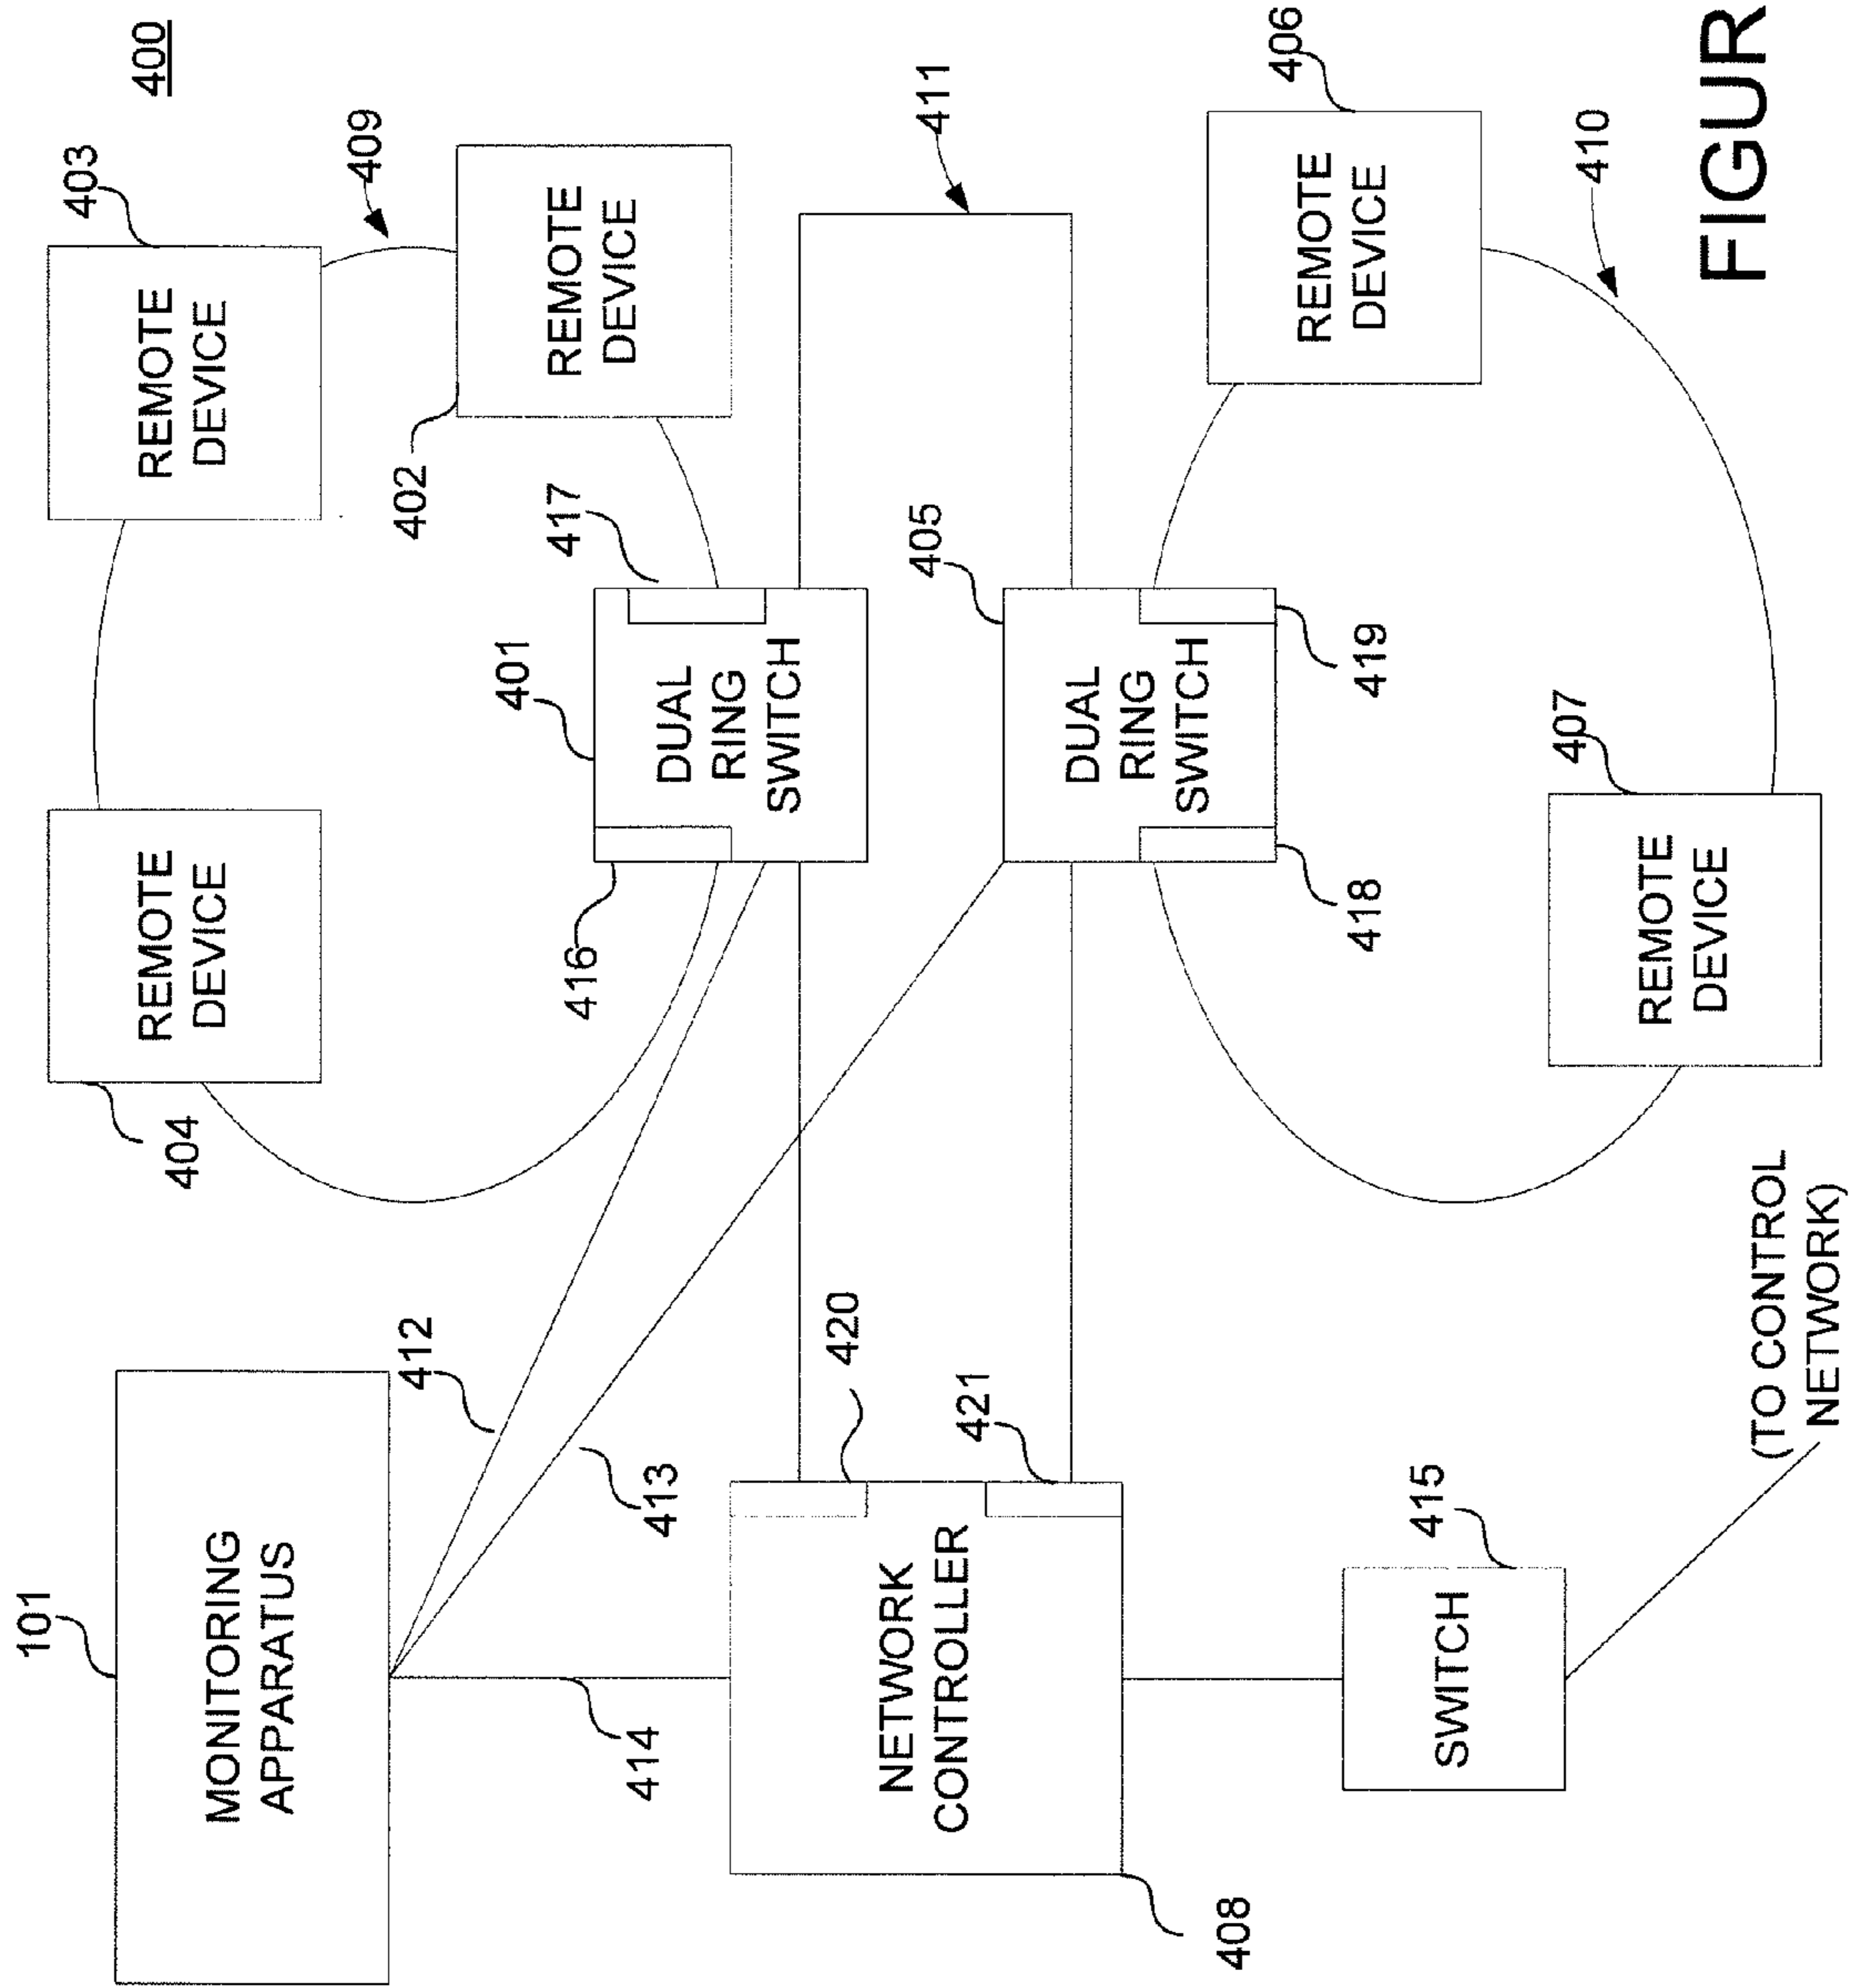 101
MONITORING
APPARATUS
404
REMOTE
DEVICE
403
REMOTE
DEVICE
400
409
412
402
REMOTE
DEVICE
414
413
416
401
417
DUAL
RING
SWITCH
420
NETWORK
CONTROLLER
421
405
411
408
DUAL
RING
SWITCH
418
419
406
REMOTE
DEVICE
415
SWITCH
407
410
REMOTE
DEVICE
(TO CONTROL
NETWORK)
FIGUR